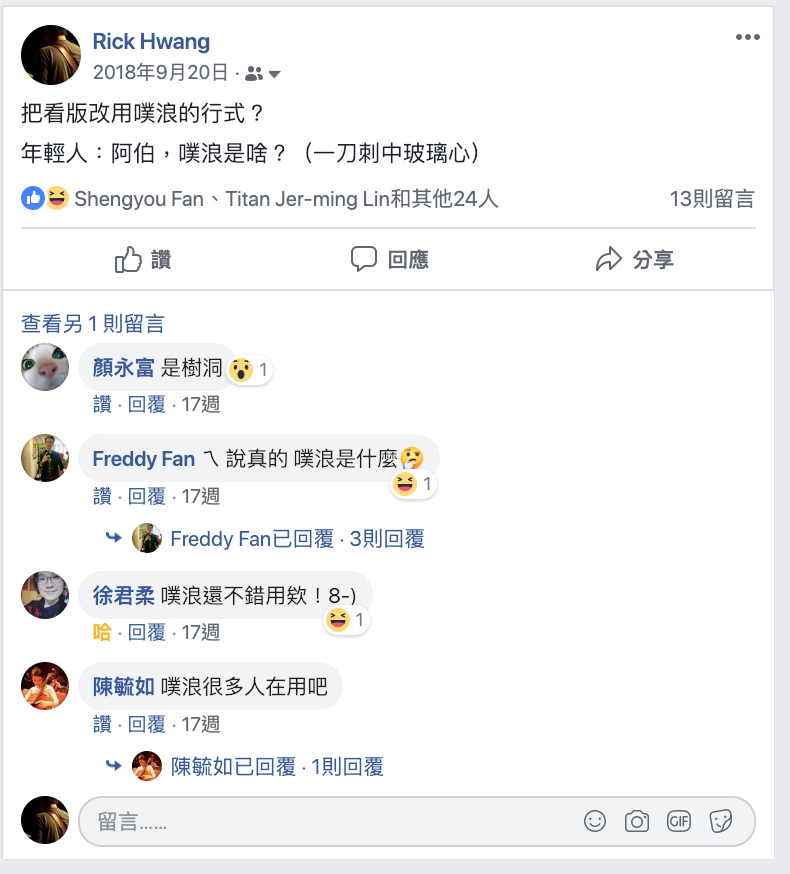 Rick Hwang
2018年9月20日 ·
把看版改用噗浪的行式？
年輕人：阿伯，噗浪是啥？（一刀刺中玻璃心）
Shengyou Fan、Titan Jer-ming Lin和其他24人 13則留言
讚 回應 分享
查看另 1 則留言
顏永富 是樹洞 1
讚 · 回覆 · 17週
Freddy Fan ㄟ 說真的 噗浪是什麼
1
讚 · 回覆 · 17週
Freddy Fan已回覆 · 3則回覆
徐君柔 噗浪還不錯用欸！8-)
1
哈 · 回覆 · 17週
陳毓如 噗浪很多人在用吧
讚 · 回覆 · 17週
陳毓如已回覆 · 1則回覆
留言......
GIF